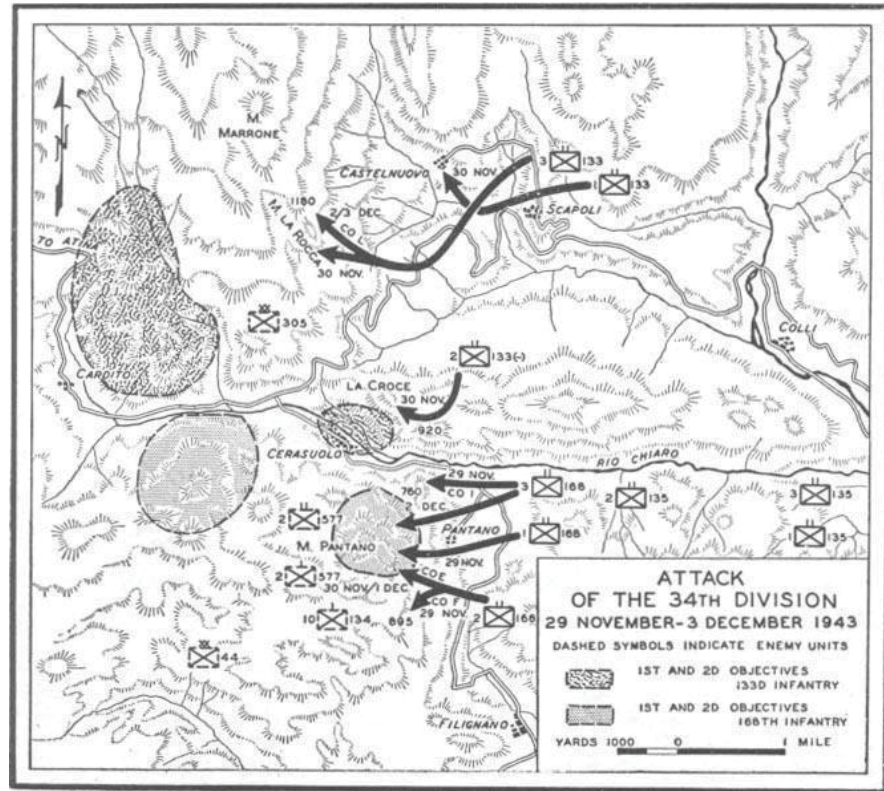 N
M.
MARRONE
CASTELNUOVO
30 NOV.
3 133
1 133
SCAPOLI
1180
2/3 DEC.
CO L
M. LA ROCCA
30 NOV.
TO ATINA
305
COLLI
2 133(-)
CARDITO
LA CROCE
30 NOV.
920
CERASUOLO
RIO CHIARO
29 NOV.
CO I
760
2 DEC.
3 168
2 135
3 135
2 577
PANTANO
1 168
1 135
M. PANTANO
29 NOV.
2 577
CO E
30 NOV/1 DEC.
CO F
29 NOV.
10 134
895
2 168
44
FILIGNANO
ATTACK
OF THE 34TH DIVISION
29 NOVEMBER–3 DECEMBER 1943
DASHED SYMBOLS INDICATE ENEMY UNITS
1ST AND 2D OBJECTIVES
133D INFANTRY
1ST AND 2D OBJECTIVES
168TH INFANTRY
YARDS 1000 0 1 MILE